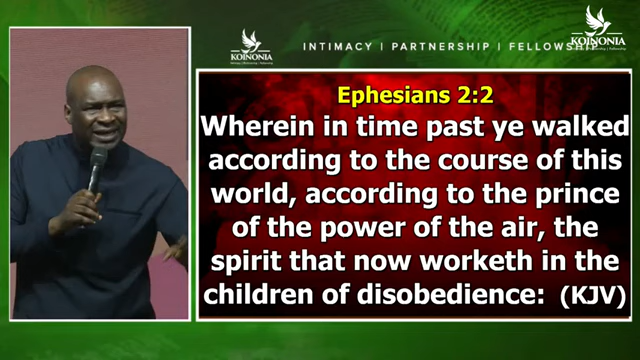 KOINONIA
INTIMACY | PARTNERSHIP | FELLOWSHIP
KOINONIA
Ephesians 2:2
Wherein in time past ye walked
according to the course of this
world, according to the prince
of the power of the air, the
spirit that now worketh in the
children of disobedience: (KJV)